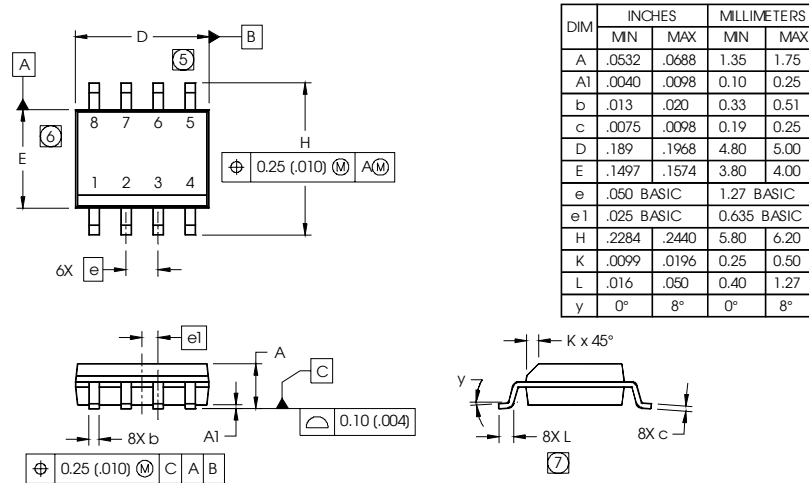 D
B
A
5
8 7 6 5
6
E
H
0.25 (.010) M A M
1 2 3 4
6X e
DIM INCHES MILLIMETERS
MIN MAX MIN MAX
A .0532 .0688 1.35 1.75
A1 .0040 .0098 0.10 0.25
b .013 .020 0.33 0.51
c .0075 .0098 0.19 0.25
D .189 .1968 4.80 5.00
E .1497 .1574 3.80 4.00
e .050 BASIC 1.27 BASIC
e1 .025 BASIC 0.635 BASIC
H .2284 .2440 5.80 6.20
K .0099 .0196 0.25 0.50
L .016 .050 0.40 1.27
y 0° 8° 0° 8°
e1
A
C
8X b
A1
0.10 (.004)
0.25 (.010) M C A B
K x 45°
y
8X L
8X c
7